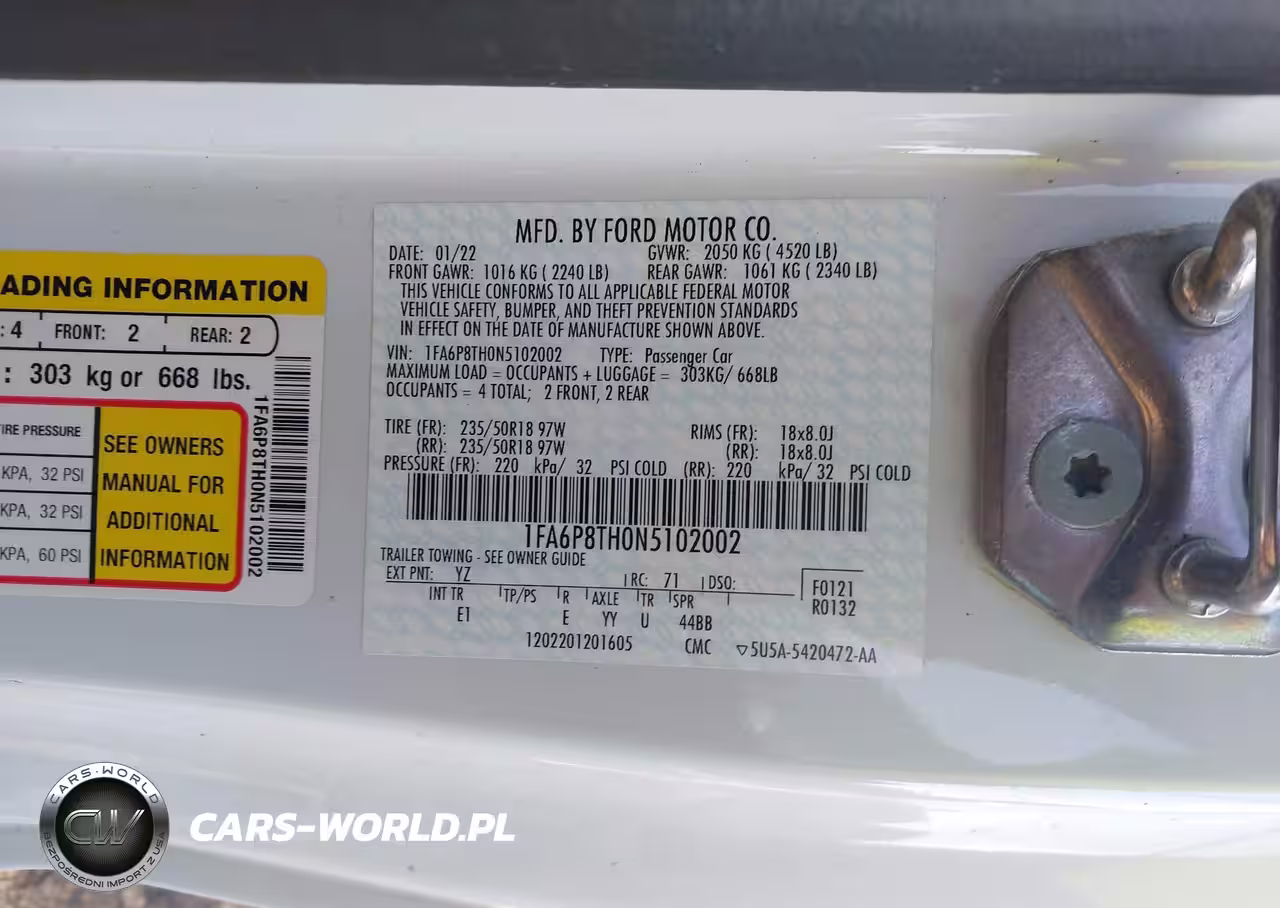 ADING INFORMATION
: 4 FRONT: 2 REAR: 2
: 303 kg or 668 lbs.
IRE PRESSURE
KPA, 32 PSI
KPA, 32 PSI
KPA, 60 PSI
SEE OWNERS
MANUAL FOR
ADDITIONAL
INFORMATION
1FA6P8TH0N5102002
MFD. BY FORD MOTOR CO.
DATE: 01/22 GVWR: 2050 KG ( 4520 LB)
FRONT GAWR: 1016 KG ( 2240 LB) REAR GAWR: 1061 KG ( 2340 LB)
THIS VEHICLE CONFORMS TO ALL APPLICABLE FEDERAL MOTOR
VEHICLE SAFETY, BUMPER, AND THEFT PREVENTION STANDARDS
IN EFFECT ON THE DATE OF MANUFACTURE SHOWN ABOVE.
VIN: 1FA6P8TH0N5102002 TYPE: Passenger Car
MAXIMUM LOAD = OCCUPANTS + LUGGAGE = 303KG/ 668LB
OCCUPANTS = 4 TOTAL; 2 FRONT, 2 REAR
TIRE (FR): 235/50R18 97W RIMS (FR): 18x8.0J
(RR): 235/50R18 97W (RR): 18x8.0J
PRESSURE (FR): 220 kPa/ 32 PSI COLD (RR): 220 kPa/ 32 PSI COLD
1FA6P8TH0N5102002
TRAILER TOWING - SEE OWNER GUIDE
EXT PNT: YZ RC: 71 DSO: F0121
INT TR TP/PS R AXLE TR SPR R0132
E1 E YY U 44BB
1202201201605 CMC ▽5U5A-5420472-AA
CARS-WORLD
CW
BEZPOŚREDNI IMPORT Z USA
CARS-WORLD.PL